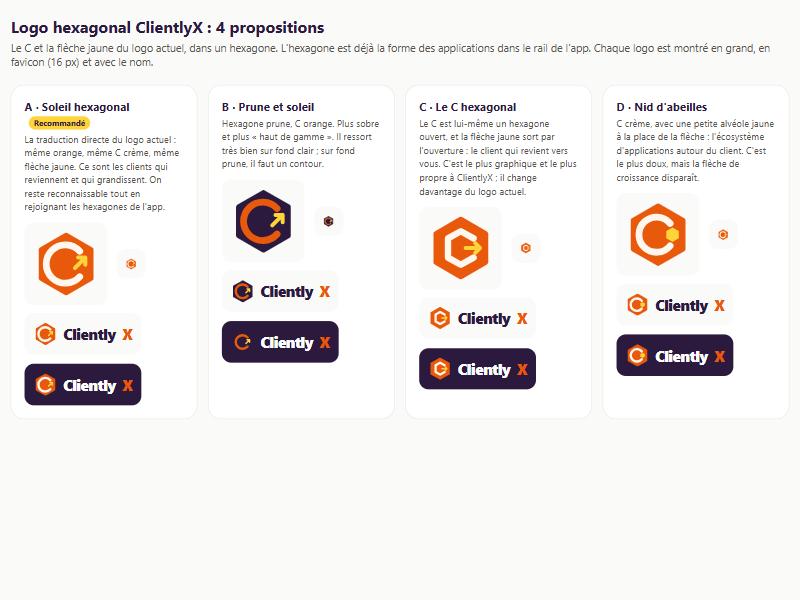 Logo hexagonal ClientlyX : 4 propositions
Le C et la flèche jaune du logo actuel, dans un hexagone. L'hexagone est déjà la forme des applications dans le rail de l'app. Chaque logo est montré en grand, en
favicon (16 px) et avec le nom.
A · Soleil hexagonal
Recommandé
La traduction directe du logo actuel :
même orange, même C crème, même
flèche jaune. Ce sont les clients qui
reviennent et qui grandissent. On
reste reconnaissable tout en
rejoignant les hexagones de l'app.
Cliently X
Cliently X
B · Prune et soleil
Hexagone prune, C orange. Plus sobre
et plus « haut de gamme ». Il ressort
très bien sur fond clair ; sur fond
prune, il faut un contour.
Cliently X
Cliently X
C · Le C hexagonal
Le C est lui-même un hexagone
ouvert, et la flèche jaune sort par
l'ouverture : le client qui revient vers
vous. C'est le plus graphique et le plus
propre à ClientlyX ; il change
davantage du logo actuel.
Cliently X
Cliently X
D · Nid d'abeilles
C crème, avec une petite alvéole jaune
à la place de la flèche : l'écosystème
d'applications autour du client. C'est
le plus doux, mais la flèche de
croissance disparaît.
Cliently X
Cliently X